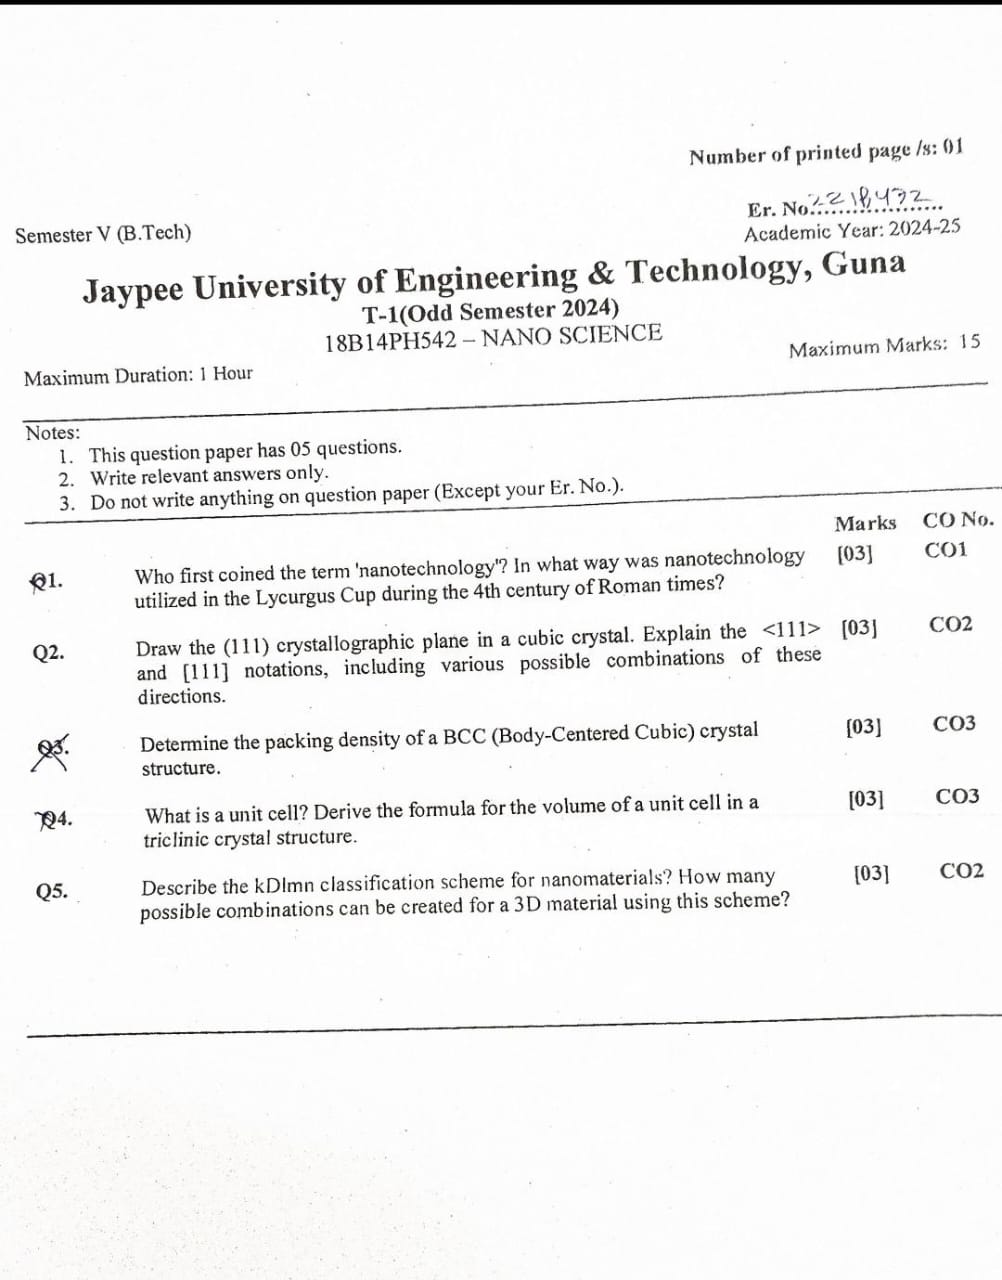 Number of printed page /s: 01
Er. No. 2218472
Semester V (B.Tech)
Academic Year: 2024-25
Jaypee University of Engineering & Technology, Guna
T-1(Odd Semester 2024)
18B14PH542 – NANO SCIENCE
Maximum Marks: 15
Maximum Duration: 1 Hour
Notes:
1. This question paper has 05 questions.
2. Write relevant answers only.
3. Do not write anything on question paper (Except your Er. No.).
Marks CO No.
Q1. Who first coined the term 'nanotechnology'? In what way was nanotechnology [03] CO1
utilized in the Lycurgus Cup during the 4th century of Roman times?
Q2. Draw the (111) crystallographic plane in a cubic crystal. Explain the <111> [03] CO2
and [111] notations, including various possible combinations of these
directions.
Q3. Determine the packing density of a BCC (Body-Centered Cubic) crystal [03] CO3
structure.
Q4. What is a unit cell? Derive the formula for the volume of a unit cell in a [03] CO3
triclinic crystal structure.
Q5. Describe the kDlmn classification scheme for nanomaterials? How many [03] CO2
possible combinations can be created for a 3D material using this scheme?